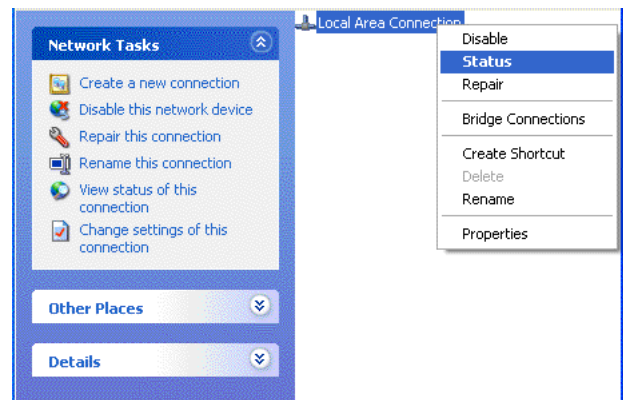 Network Tasks
Create a new connection
Disable this network device
Repair this connection
Rename this connection
View status of this
connection
Change settings of this
connection
Other Places
Details
Local Area Connection
Disable
Status
Repair
Bridge Connections
Create Shortcut
Delete
Rename
Properties